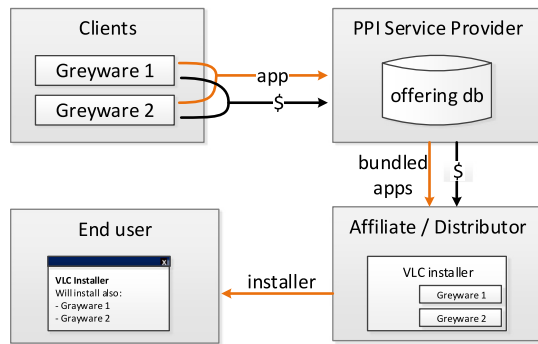 Clients
Greyware 1
Greyware 2
app
$
PPI Service Provider
offering db
bundled
apps
$
End user
X
VLC Installer
Will install also:
- Grayware 1
- Grayware 2
installer
Affiliate / Distributor
VLC installer
Greyware 1
Greyware 2